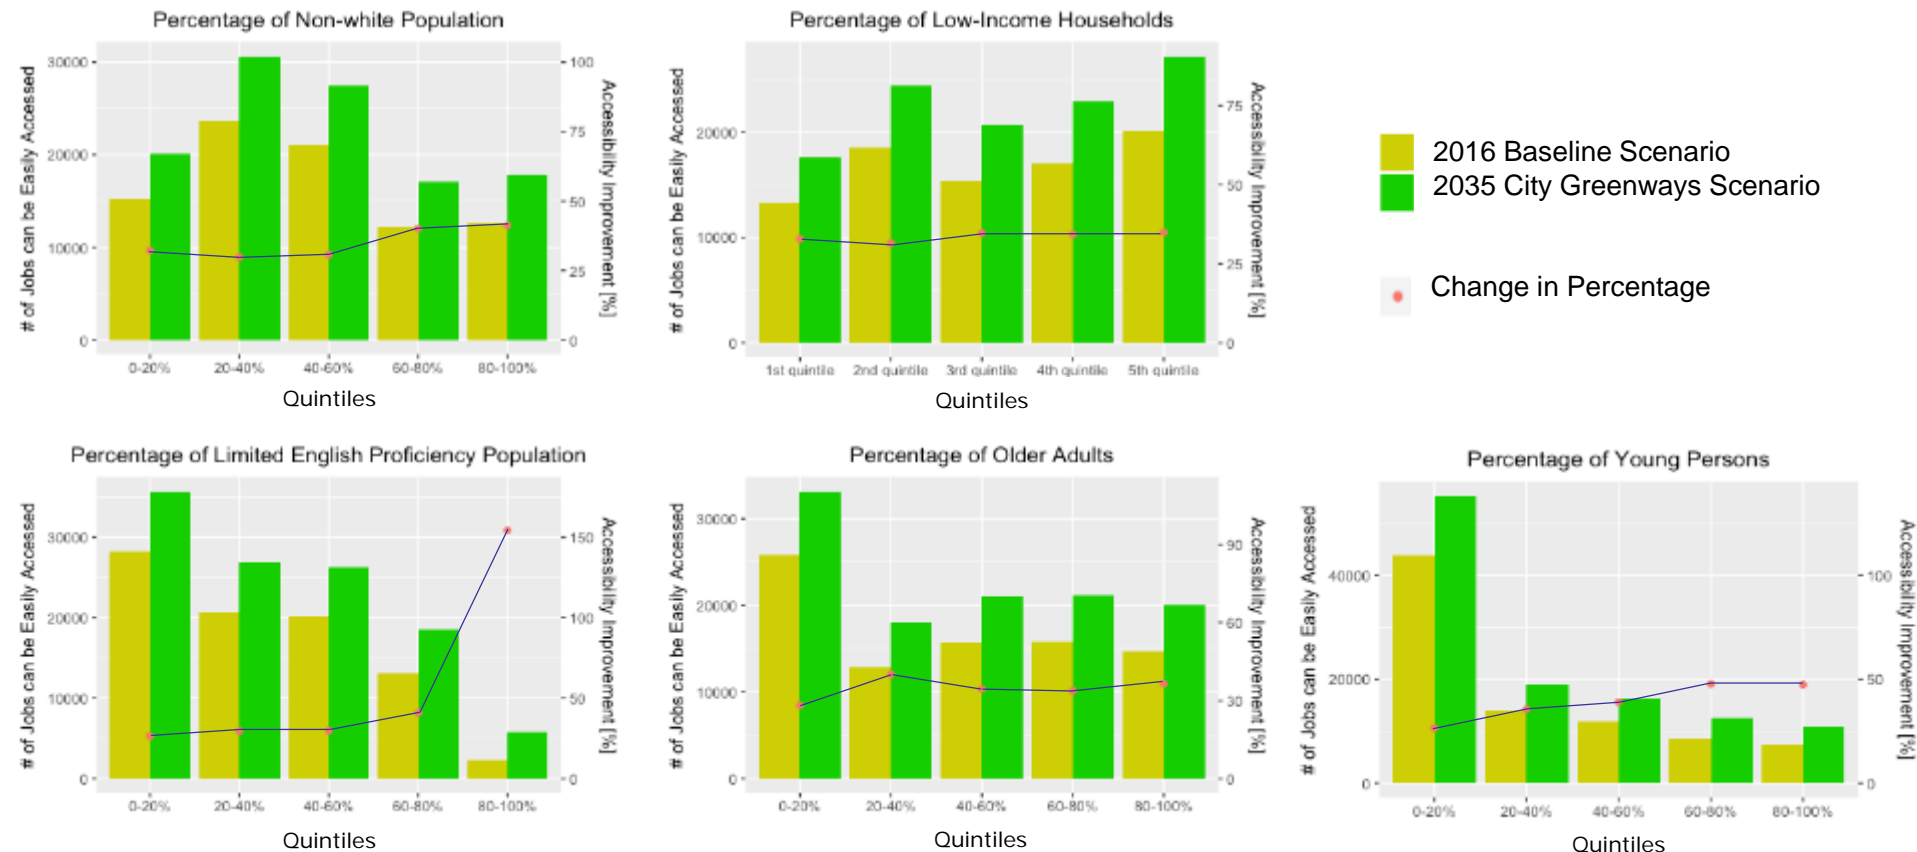 Percentage of Non-white Population
# of Jobs can be Easily Accessed
30000
20000
10000
0
100
75
50
25
0
Accessibility Improvement [%]
0-20% 20-40% 40-60% 60-80% 80-100%
Quintiles
Percentage of Low-Income Households
# of Jobs can be Easily Accessed
20000
10000
0
75
50
25
0
Accessibility Improvement [%]
1st quintile 2nd quintile 3rd quintile 4th quintile 5th quintile
Quintiles
2016 Baseline Scenario
2035 City Greenways Scenario
Change in Percentage
Percentage of Limited English Proficiency Population
# of Jobs can be Easily Accessed
30000
20000
10000
0
150
100
50
0
Accessibility Improvement [%]
0-20% 20-40% 40-60% 60-80% 80-100%
Quintiles
Percentage of Older Adults
# of Jobs can be Easily Accessed
30000
20000
10000
0
90
60
30
0
Accessibility Improvement [%]
0-20% 20-40% 40-60% 60-80% 80-100%
Quintiles
Percentage of Young Persons
# of Jobs can be Easily Accessed
40000
20000
0
100
50
0
Accessibility Improvement [%]
0-20% 20-40% 40-60% 60-80% 80-100%
Quintiles